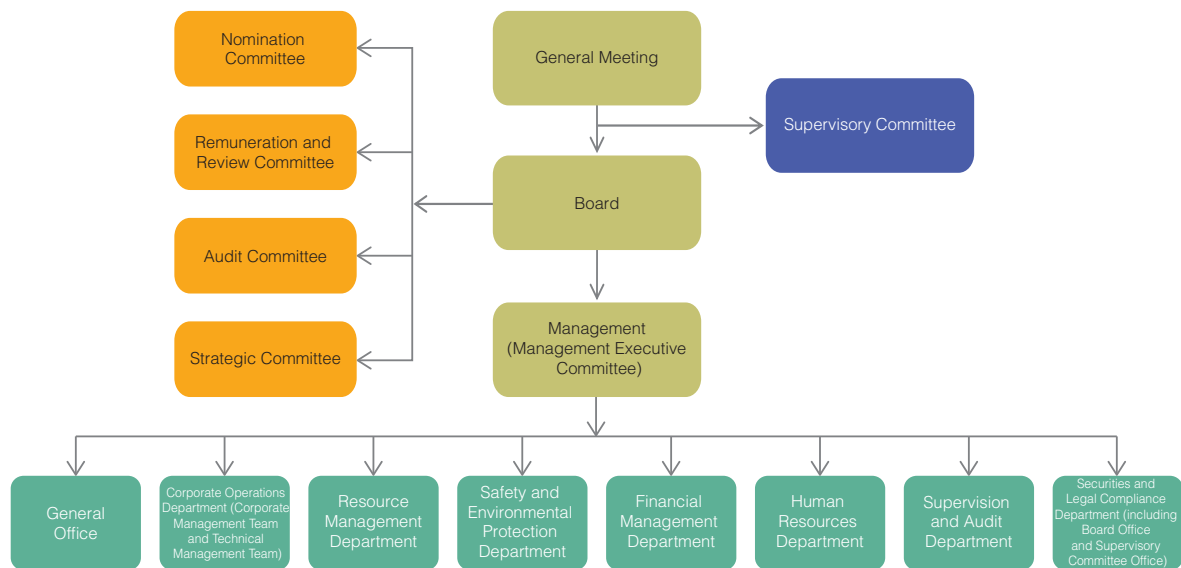 Nomination
Committee
General Meeting
Supervisory Committee
Remuneration and
Review Committee
Board
Audit Committee
Management
(Management Executive
Committee)
Strategic Committee
General
Office
Corporate Operations
Department (Corporate
Management Team
and Technical
Management Team)
Resource
Management
Department
Safety and
Environmental
Protection
Department
Financial
Management
Department
Human
Resources
Department
Supervision
and Audit
Department
Securities and
Legal Compliance
Department (including
Board Office
and Supervisory
Committee Office)